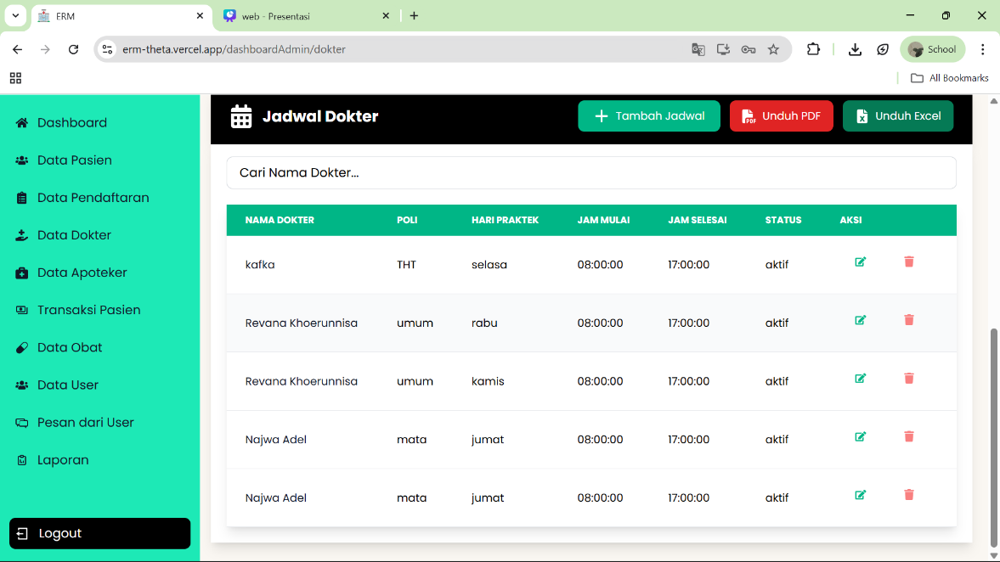 ERM
web - Presentasi
erm-theta.vercel.app/dashboardAdmin/dokter
School
All Bookmarks
Dashboard
Data Pasien
Data Pendaftaran
Data Dokter
Data Apoteker
Transaksi Pasien
Data Obat
Data User
Pesan dari User
Laporan
Logout
Jadwal Dokter
Tambah Jadwal
PDF Unduh PDF
X Unduh Excel
Cari Nama Dokter...
NAMA DOKTER POLI HARI PRAKTEK JAM MULAI JAM SELESAI STATUS AKSI
kafka THT selasa 08:00:00 17:00:00 aktif
Revana Khoerunnisa umum rabu 08:00:00 17:00:00 aktif
Revana Khoerunnisa umum kamis 08:00:00 17:00:00 aktif
Najwa Adel mata jumat 08:00:00 17:00:00 aktif
Najwa Adel mata jumat 08:00:00 17:00:00 aktif